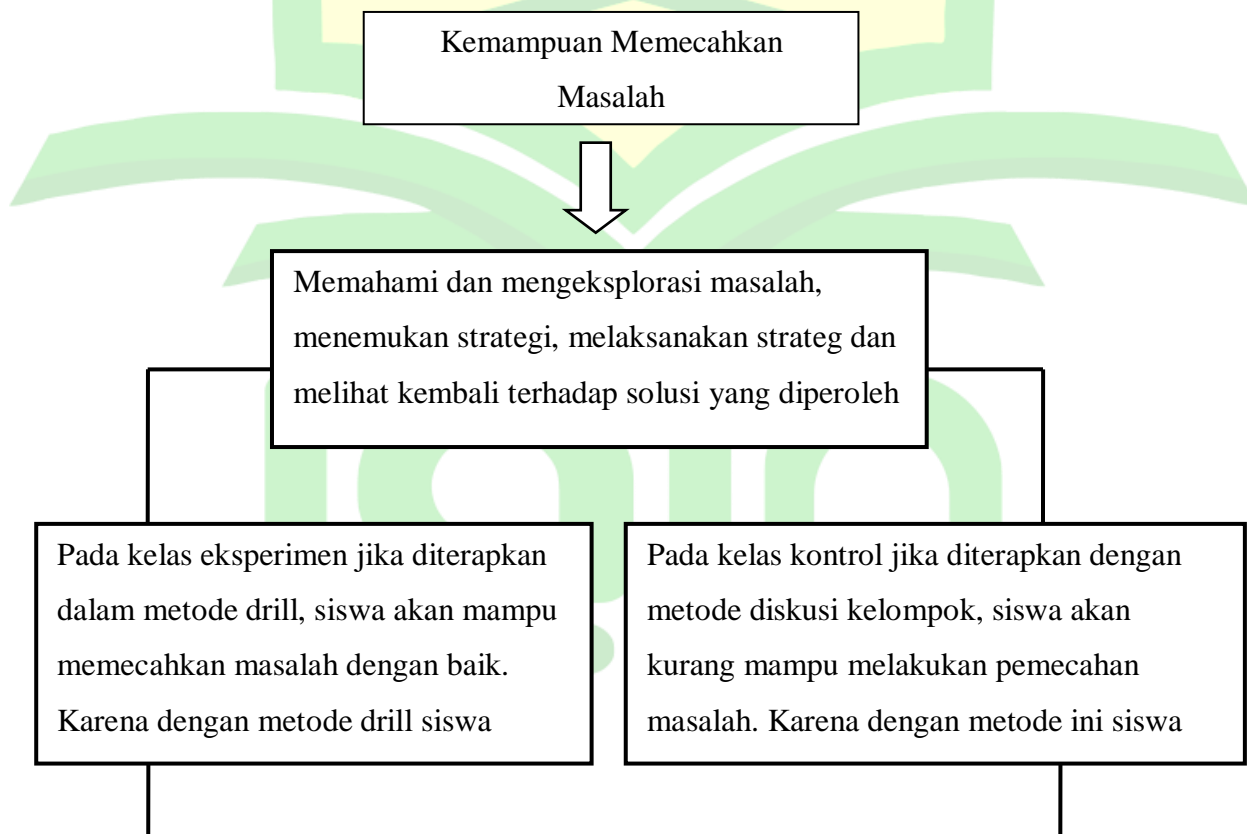 Kemampuan Memecahkan
Masalah
Memahami dan mengeksplorasi masalah,
menemukan strategi, melaksanakan strateg dan
melihat kembali terhadap solusi yang diperoleh
Pada kelas eksperimen jika diterapkan
dalam metode drill, siswa akan mampu
memecahkan masalah dengan baik.
Karena dengan metode drill siswa
Pada kelas kontrol jika diterapkan dengan
metode diskusi kelompok, siswa akan
kurang mampu melakukan pemecahan
masalah. Karena dengan metode ini siswa